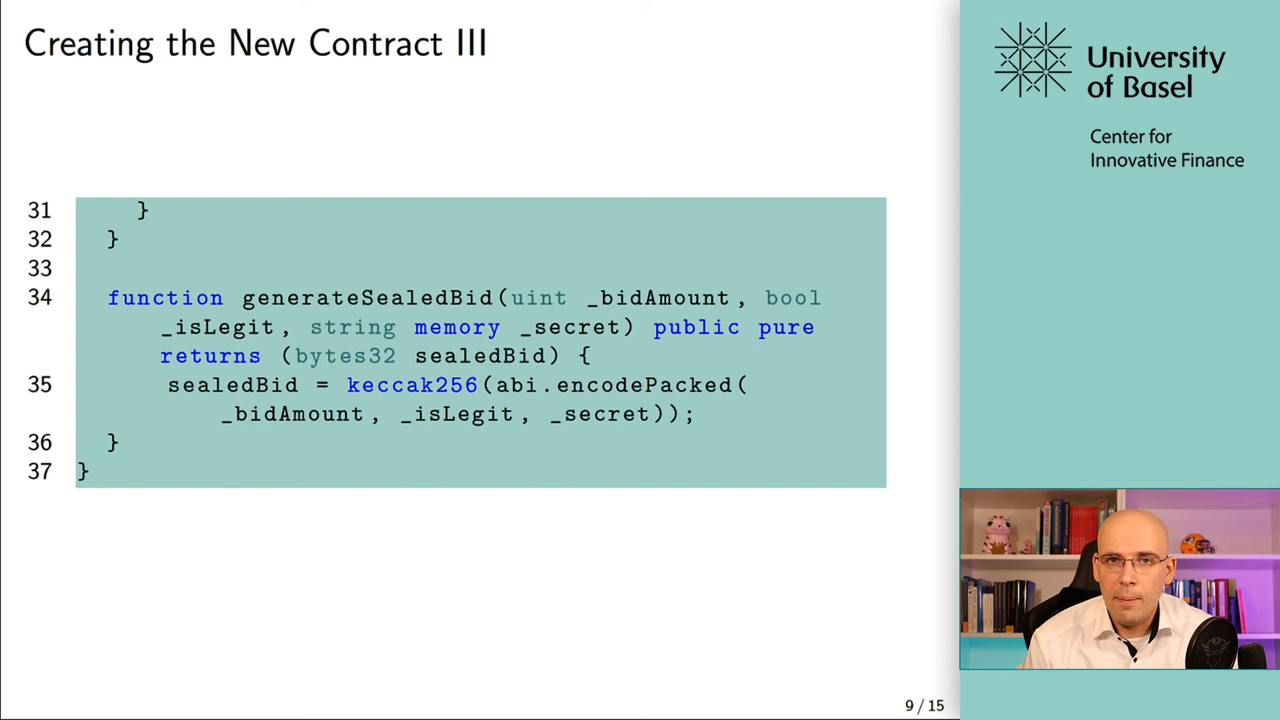 Creating the New Contract III
University
of Basel
Center for
Innovative Finance
31 }
32 }
33
34 function generateSealedBid(uint _bidAmount, bool
_isLegit, string memory _secret) public pure
returns (bytes32 sealedBid) {
35 sealedBid = keccak256(abi.encodePacked(
_bidAmount, _isLegit, _secret));
36 }
37 }
9 / 15